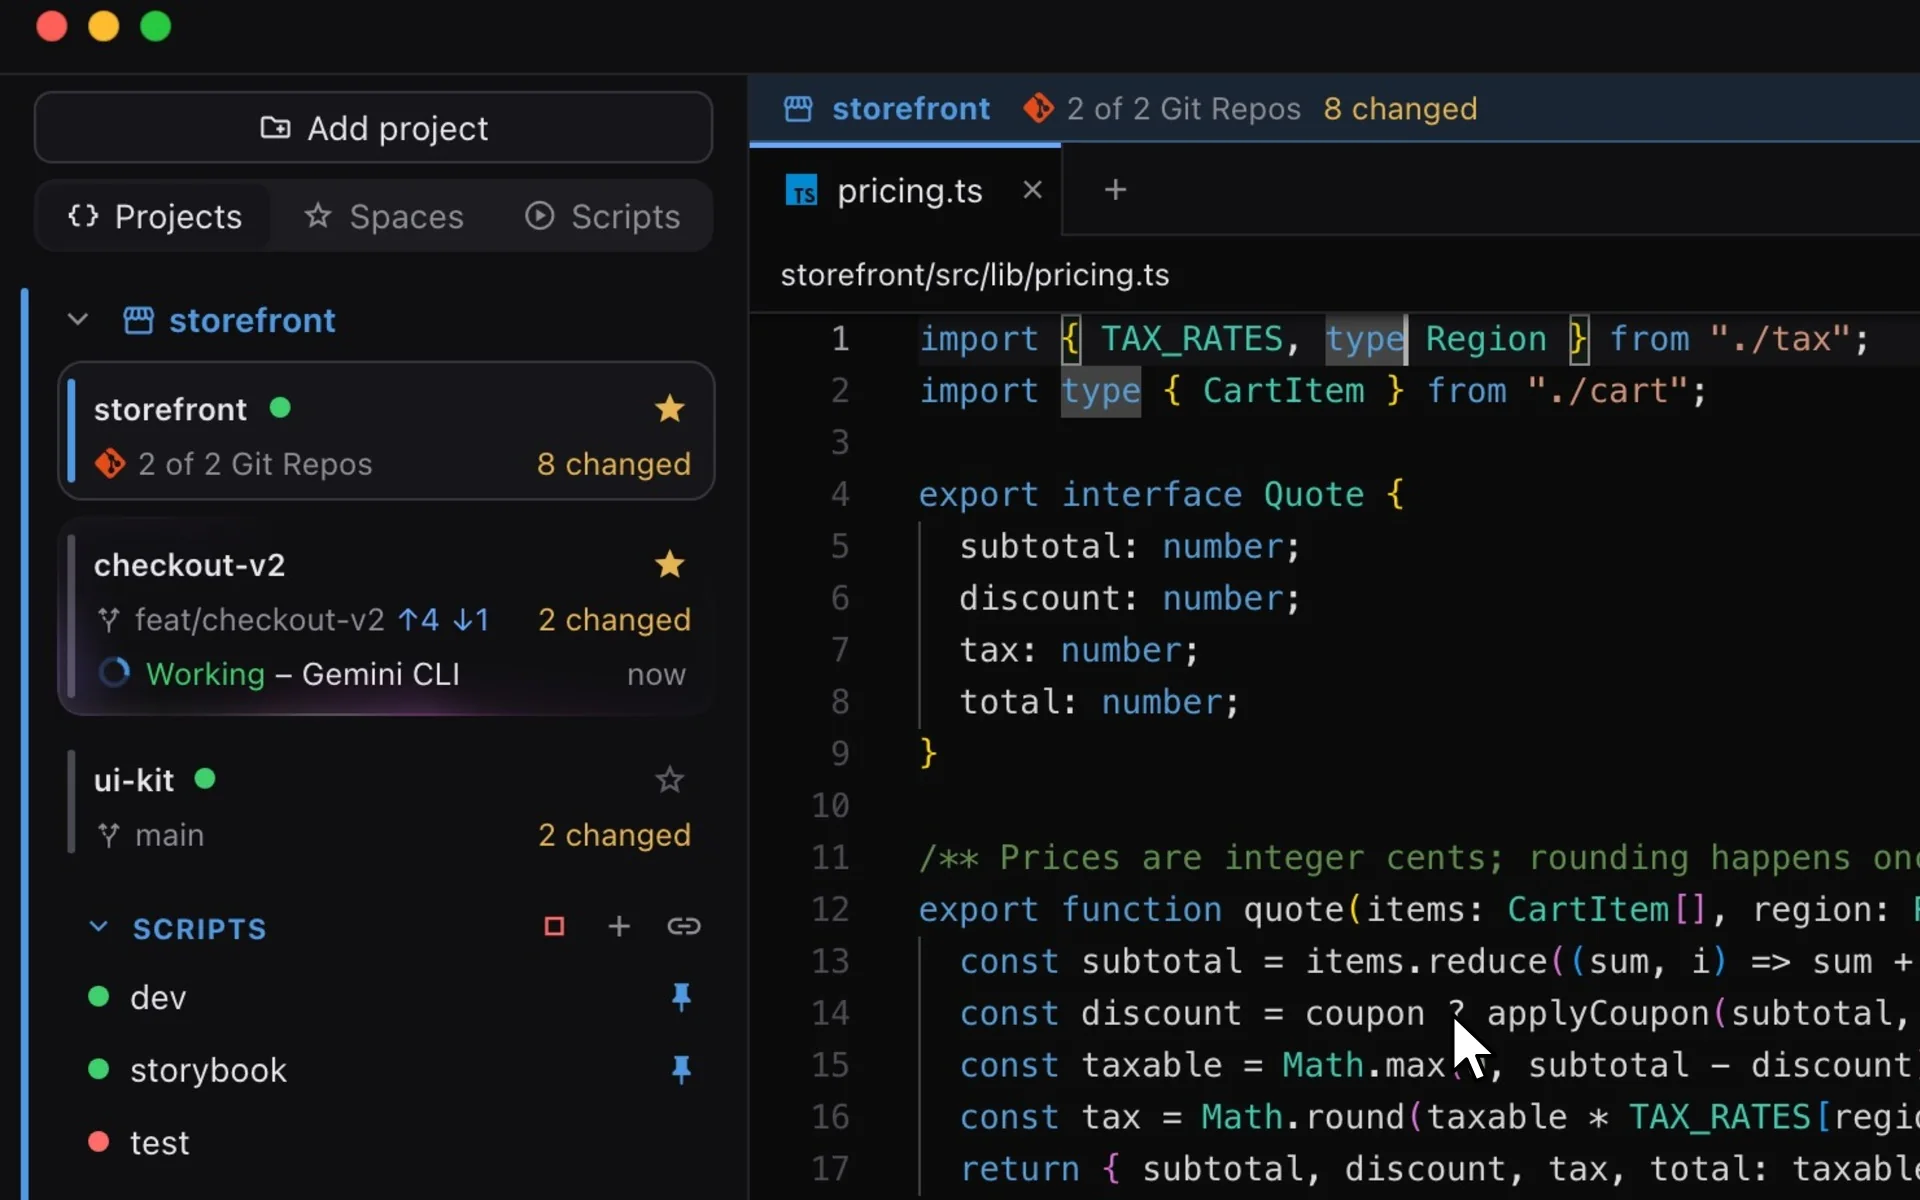 Add project
Projects Spaces Scripts
storefront
storefront
2 of 2 Git Repos 8 changed
checkout-v2
feat/checkout-v2 ↑4 ↓1 2 changed
Working – Gemini CLI now
ui-kit
main 2 changed
SCRIPTS
dev
storybook
test
storefront 2 of 2 Git Repos 8 changed
TS pricing.ts
storefront/src/lib/pricing.ts
1 import { TAX_RATES, type Region } from "./tax";
2 import type { CartItem } from "./cart";
3
4 export interface Quote {
5 subtotal: number;
6 discount: number;
7 tax: number;
8 total: number;
9 }
10
11 /** Prices are integer cents; rounding happens
12 export function quote(items: CartItem[], region:
13 const subtotal = items.reduce((sum, i) => sum +
14 const discount = coupon ? applyCoupon(subtotal,
15 const taxable = Math.max( , subtotal - discount
16 const tax = Math.round(taxable * TAX_RATES[
17 return { subtotal, discount, tax, total: taxable